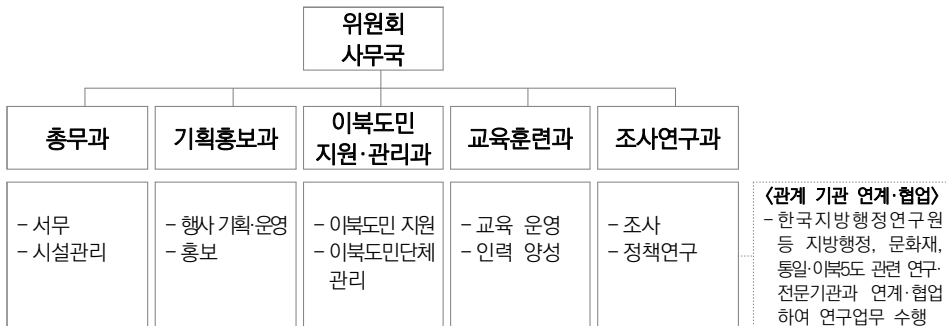 위원회
사무국
총무과
기획홍보과
이북도민
지원·관리과
교육훈련과
조사연구과
- 서무
- 시설관리
- 행사 기획·운영
- 홍보
- 이북도민 지원
- 이북도민단체
관리
- 교육 운영
- 인력 양성
- 조사
- 정책연구
〈관계 기관 연계·협업〉
- 한국지방행정연구원
등 지방행정, 문화재,
통일·이북5도 관련 연구·
전문기관과 연계·협업
하여 연구업무 수행